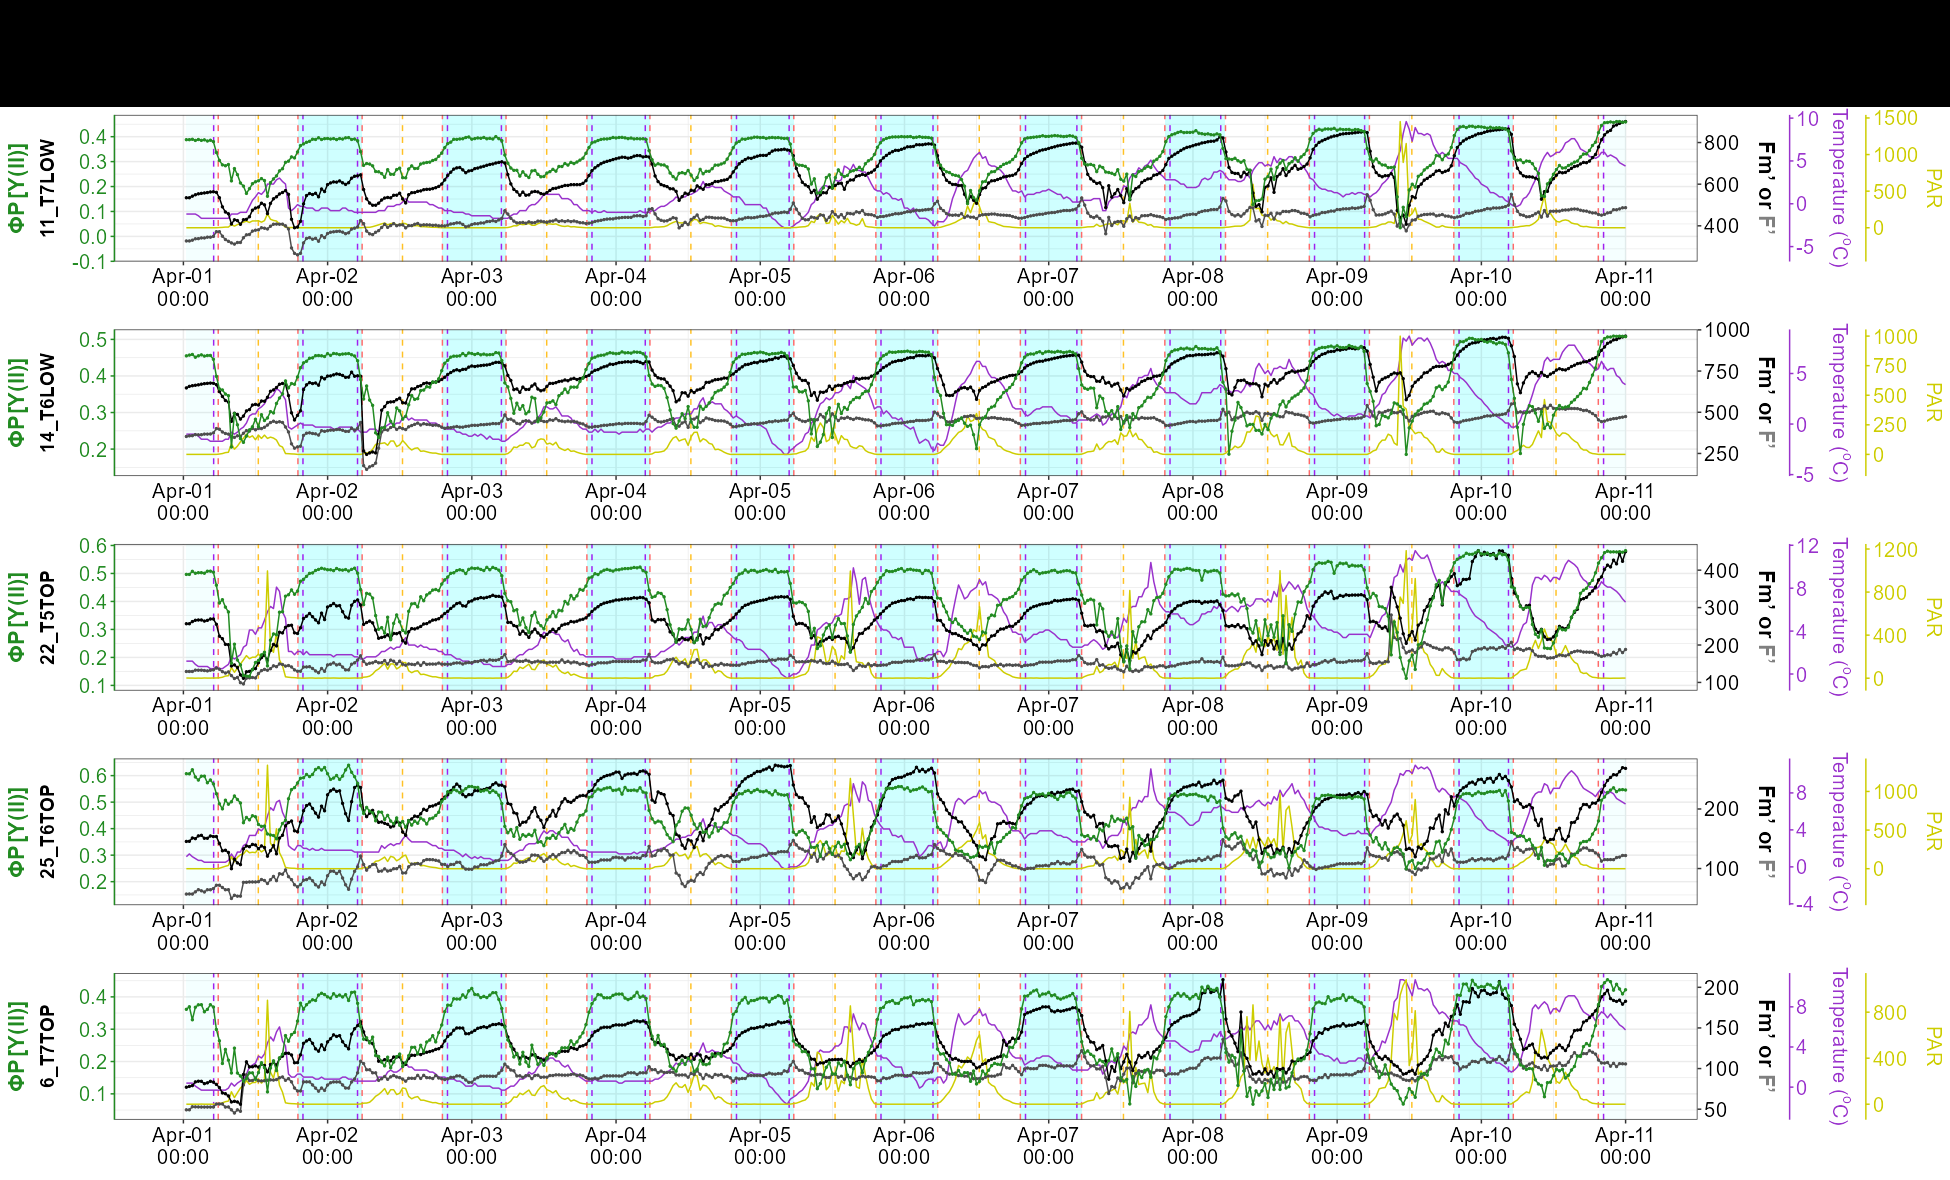 ΦP[Y(II)]
11_T7LOW
0.4
0.3
0.2
0.1
0.0
-0.1
800
600
400
Fm' or F'
10
5
0
-5
Temperature (°C)
1500
1000
500
0
PAR
Apr-01 Apr-02 Apr-03 Apr-04 Apr-05 Apr-06 Apr-07 Apr-08 Apr-09 Apr-10 Apr-11
00:00 00:00 00:00 00:00 00:00 00:00 00:00 00:00 00:00 00:00 00:00
ΦP[Y(II)]
14_T6LOW
0.5
0.4
0.3
0.2
1000
750
500
250
Fm' or F'
5
0
-5
Temperature (°C)
1000
750
500
250
0
PAR
Apr-01 Apr-02 Apr-03 Apr-04 Apr-05 Apr-06 Apr-07 Apr-08 Apr-09 Apr-10 Apr-11
00:00 00:00 00:00 00:00 00:00 00:00 00:00 00:00 00:00 00:00 00:00
ΦP[Y(II)]
22_T5TOP
0.6
0.5
0.4
0.3
0.2
0.1
400
300
200
100
Fm' or F'
12
8
4
0
Temperature (°C)
1200
800
400
0
PAR
Apr-01 Apr-02 Apr-03 Apr-04 Apr-05 Apr-06 Apr-07 Apr-08 Apr-09 Apr-10 Apr-11
00:00 00:00 00:00 00:00 00:00 00:00 00:00 00:00 00:00 00:00 00:00
ΦP[Y(II)]
25_T6TOP
0.6
0.5
0.4
0.3
0.2
200
100
Fm' or F'
8
4
0
-4
Temperature (°C)
1000
500
0
PAR
Apr-01 Apr-02 Apr-03 Apr-04 Apr-05 Apr-06 Apr-07 Apr-08 Apr-09 Apr-10 Apr-11
00:00 00:00 00:00 00:00 00:00 00:00 00:00 00:00 00:00 00:00 00:00
ΦP[Y(II)]
6_T7TOP
0.4
0.3
0.2
0.1
200
150
100
50
Fm' or F'
8
4
0
Temperature (°C)
800
400
0
PAR
Apr-01 Apr-02 Apr-03 Apr-04 Apr-05 Apr-06 Apr-07 Apr-08 Apr-09 Apr-10 Apr-11
00:00 00:00 00:00 00:00 00:00 00:00 00:00 00:00 00:00 00:00 00:00